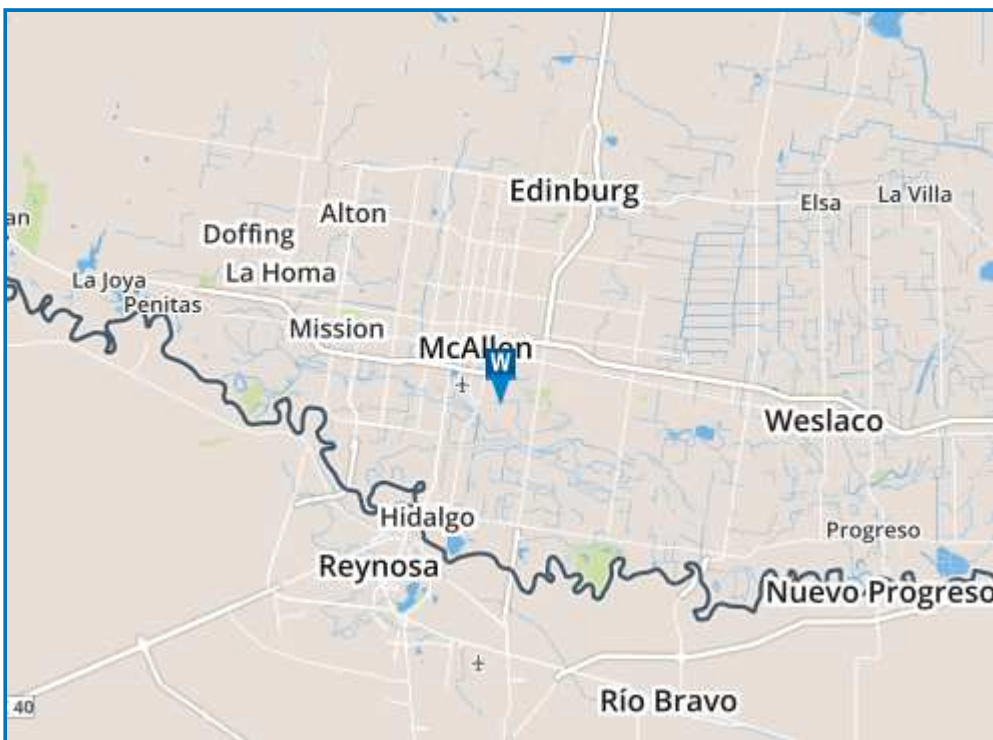 Edinburg
La Villa
Elsa
Alton
an
Doffing
La Homa
La Joya
Penitas
Mission
McAllen
W
Weslaco
Hidalgo
Progreso
Reynosa
Nuevo Progreso
Río Bravo
40